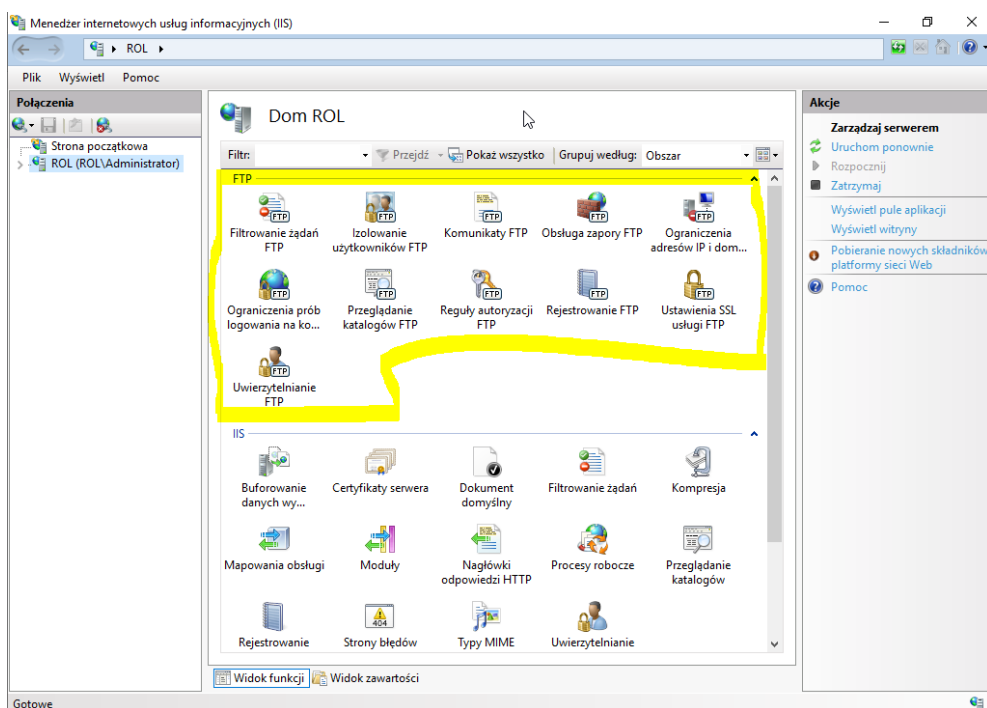 Menedżer internetowych usług informacyjnych (IIS)
ROL
Plik Wyświetl Pomoc
Połączenia
Strona początkowa
ROL (ROL\Administrator)
Dom ROL
Filtr: Przejdź Pokaż wszystko Grupuj według: Obszar
FTP
Filtrowanie żądań
FTP
Izolowanie
użytkowników FTP
Komunikaty FTP
Obsługa zapory FTP
Ograniczenia
adresów IP i dom...
Ograniczenia prób
logowania na ko...
Przeglądanie
katalogów FTP
Reguły autoryzacji
FTP
Rejestrowanie FTP
Ustawienia SSL
usługi FTP
Uwierzytelnianie
FTP
IIS
Buforowanie
danych wy...
Certyfikaty serwera
Dokument
domyślny
Filtrowanie żądań
Kompresja
Mapowania obsługi
Moduły
Nagłówki
odpowiedzi HTTP
Procesy robocze
Przeglądanie
katalogów
Rejestrowanie
Strony błędów
Typy MIME
Uwierzytelnianie
Widok funkcji Widok zawartości
Akcje
Zarządzaj serwerem
Uruchom ponownie
Rozpocznij
Zatrzymaj
Wyświetl pule aplikacji
Wyświetl witryny
Pobieranie nowych składników
platformy sieci Web
Pomoc
Gotowe